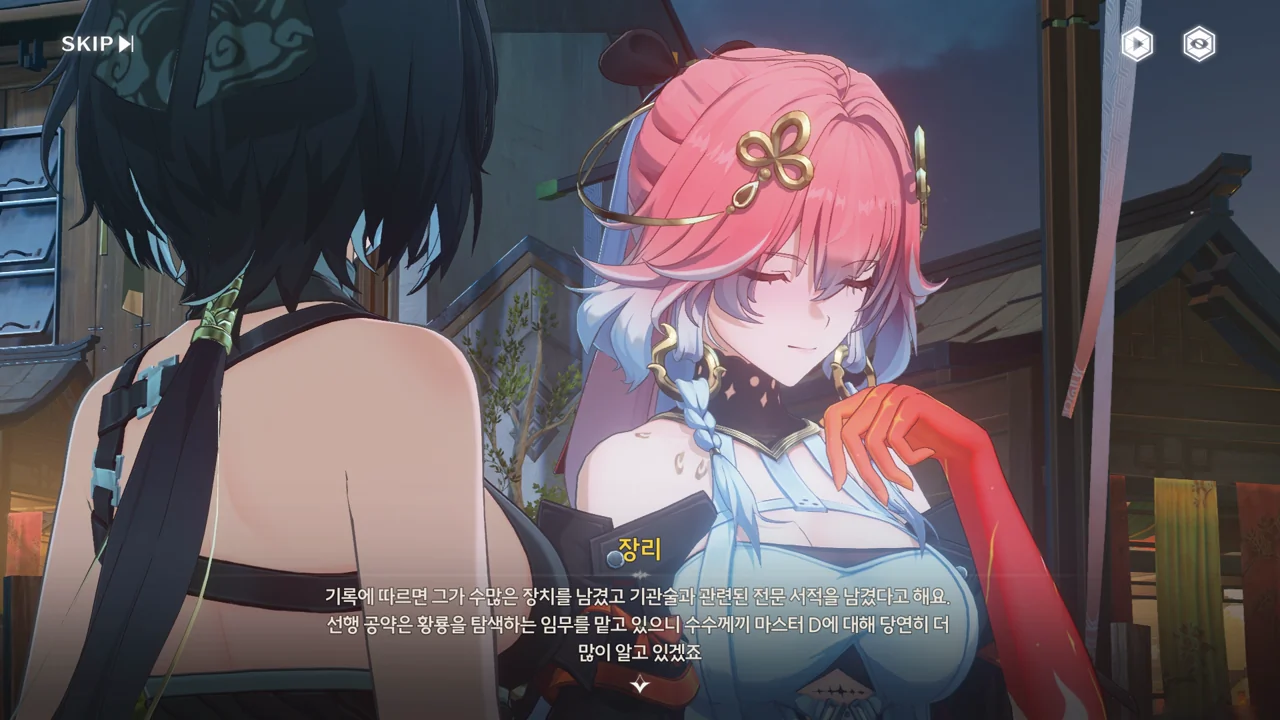 SKIP
장리
기록에 따르면 그가 수많은 장치를 남겼고 기관술과 관련된 전문 서적을 남겼다고 해요.
선행 공약은 황룡을 탐색하는 임무를 맡고 있으니 수수께끼 마스터 D에 대해 당연히 더
많이 알고 있겠죠